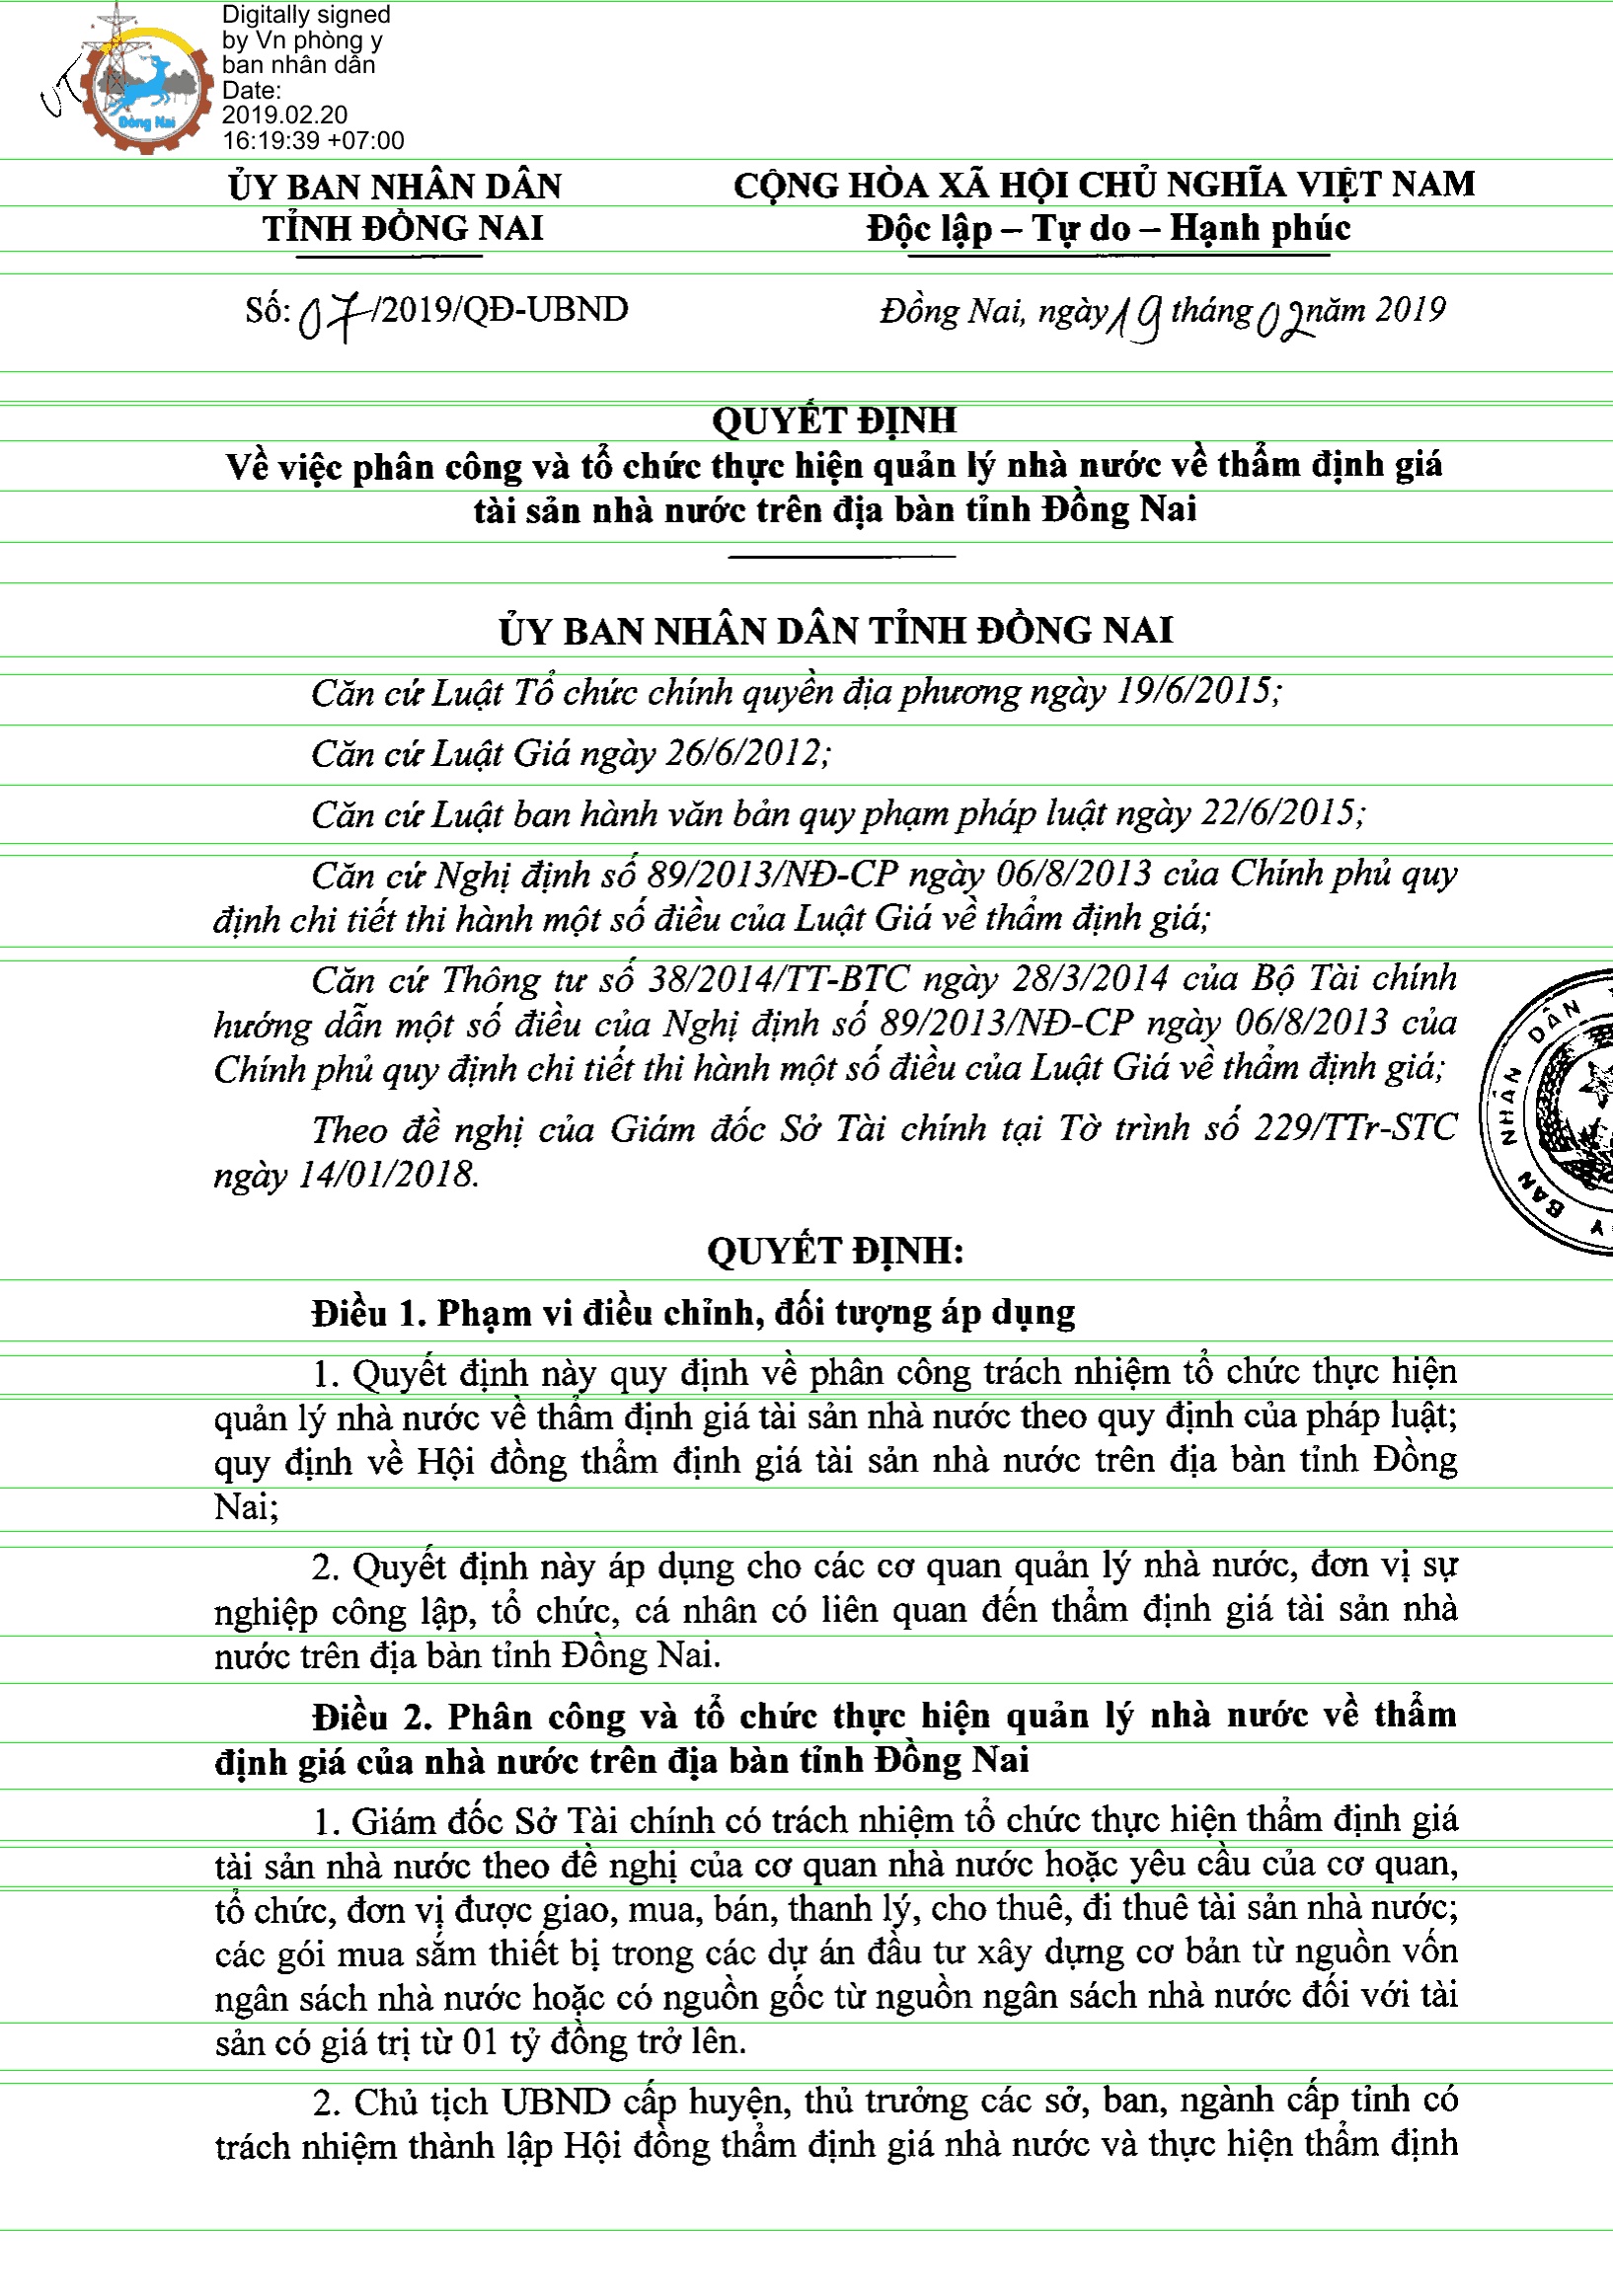 Digitally signed
by Vn phòng y
ban nhân dân
Date:
2019.02.20
16:19:39 +07:00
VT
Đồng Nai
ỦY BAN NHÂN DÂN
TỈNH ĐỒNG NAI
CỘNG HÒA XÃ HỘI CHỦ NGHĨA VIỆT NAM
Độc lập – Tự do – Hạnh phúc
Số: 07/2019/QĐ-UBND
Đồng Nai, ngày 19 tháng 02 năm 2019
QUYẾT ĐỊNH
Về việc phân công và tổ chức thực hiện quản lý nhà nước về thẩm định giá
tài sản nhà nước trên địa bàn tỉnh Đồng Nai
ỦY BAN NHÂN DÂN TỈNH ĐỒNG NAI
Căn cứ Luật Tổ chức chính quyền địa phương ngày 19/6/2015;
Căn cứ Luật Giá ngày 26/6/2012;
Căn cứ Luật ban hành văn bản quy phạm pháp luật ngày 22/6/2015;
Căn cứ Nghị định số 89/2013/NĐ-CP ngày 06/8/2013 của Chính phủ quy
định chi tiết thi hành một số điều của Luật Giá về thẩm định giá;
Căn cứ Thông tư số 38/2014/TT-BTC ngày 28/3/2014 của Bộ Tài chính
hướng dẫn một số điều của Nghị định số 89/2013/NĐ-CP ngày 06/8/2013 của
Chính phủ quy định chi tiết thi hành một số điều của Luật Giá về thẩm định giá;
Theo đề nghị của Giám đốc Sở Tài chính tại Tờ trình số 229/TTr-STC
ngày 14/01/2018.
Y BAN NHÂN DÂN
QUYẾT ĐỊNH:
Điều 1. Phạm vi điều chỉnh, đối tượng áp dụng
1. Quyết định này quy định về phân công trách nhiệm tổ chức thực hiện
quản lý nhà nước về thẩm định giá tài sản nhà nước theo quy định của pháp luật;
quy định về Hội đồng thẩm định giá tài sản nhà nước trên địa bàn tỉnh Đồng
Nai;
2. Quyết định này áp dụng cho các cơ quan quản lý nhà nước, đơn vị sự
nghiệp công lập, tổ chức, cá nhân có liên quan đến thẩm định giá tài sản nhà
nước trên địa bàn tỉnh Đồng Nai.
Điều 2. Phân công và tổ chức thực hiện quản lý nhà nước về thẩm
định giá của nhà nước trên địa bàn tỉnh Đồng Nai
1. Giám đốc Sở Tài chính có trách nhiệm tổ chức thực hiện thẩm định giá
tài sản nhà nước theo đề nghị của cơ quan nhà nước hoặc yêu cầu của cơ quan,
tổ chức, đơn vị được giao, mua, bán, thanh lý, cho thuê, đi thuê tài sản nhà nước;
các gói mua sắm thiết bị trong các dự án đầu tư xây dựng cơ bản từ nguồn vốn
ngân sách nhà nước hoặc có nguồn gốc từ nguồn ngân sách nhà nước đối với tài
sản có giá trị từ 01 tỷ đồng trở lên.
2. Chủ tịch UBND cấp huyện, thủ trưởng các sở, ban, ngành cấp tỉnh có
trách nhiệm thành lập Hội đồng thẩm định giá nhà nước và thực hiện thẩm định